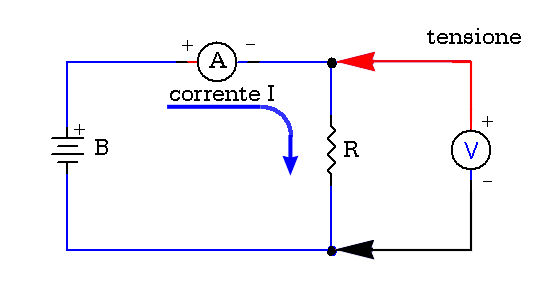 tensione
+ A −
corrente I
+ B
R
+
V
−